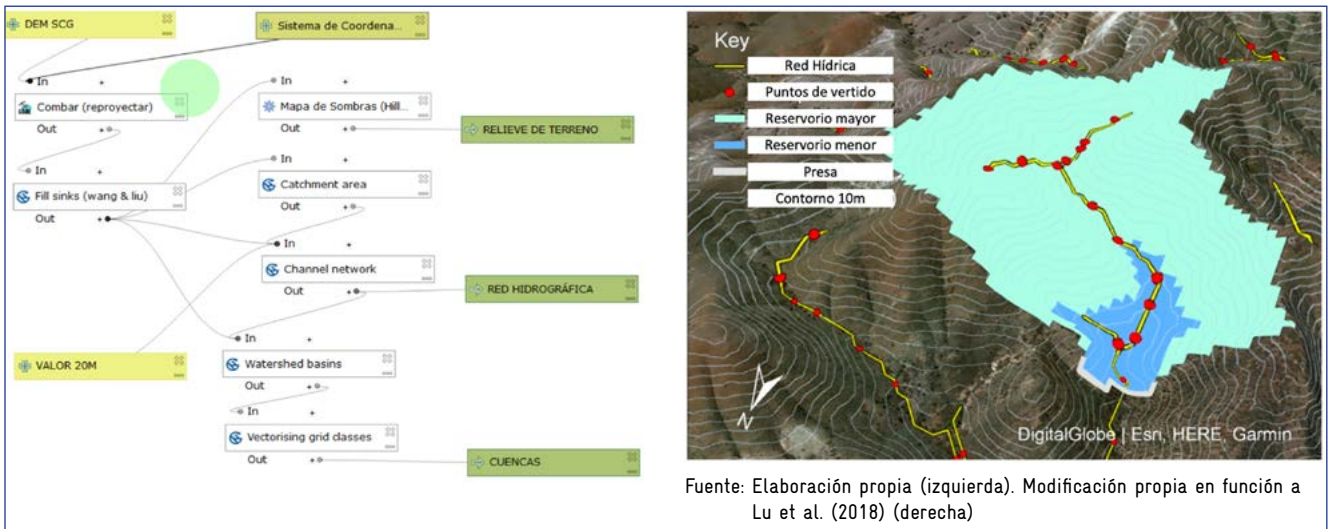 DEM SCG
Sistema de Coordena...
In +
Combar (reproyectar)
Out +
In +
Mapa de Sombras (Hill...
Out +
RELIEVE DE TERRENO
In +
Fill sinks (wang & liu)
Out +
In +
Catchment area
Out +
In +
Channel network
Out +
RED HIDROGRÁFICA
VALOR 20M
In +
Watershed basins
Out +
In +
Vectorising grid classes
Out +
CUENCAS
Key
Red Hídrica
Puntos de vertido
Reservorio mayor
Reservorio menor
Presa
Contorno 10m
N
DigitalGlobe | Esri, HERE, Garmin
Fuente: Elaboración propia (izquierda). Modificación propia en función a
Lu et al. (2018) (derecha)